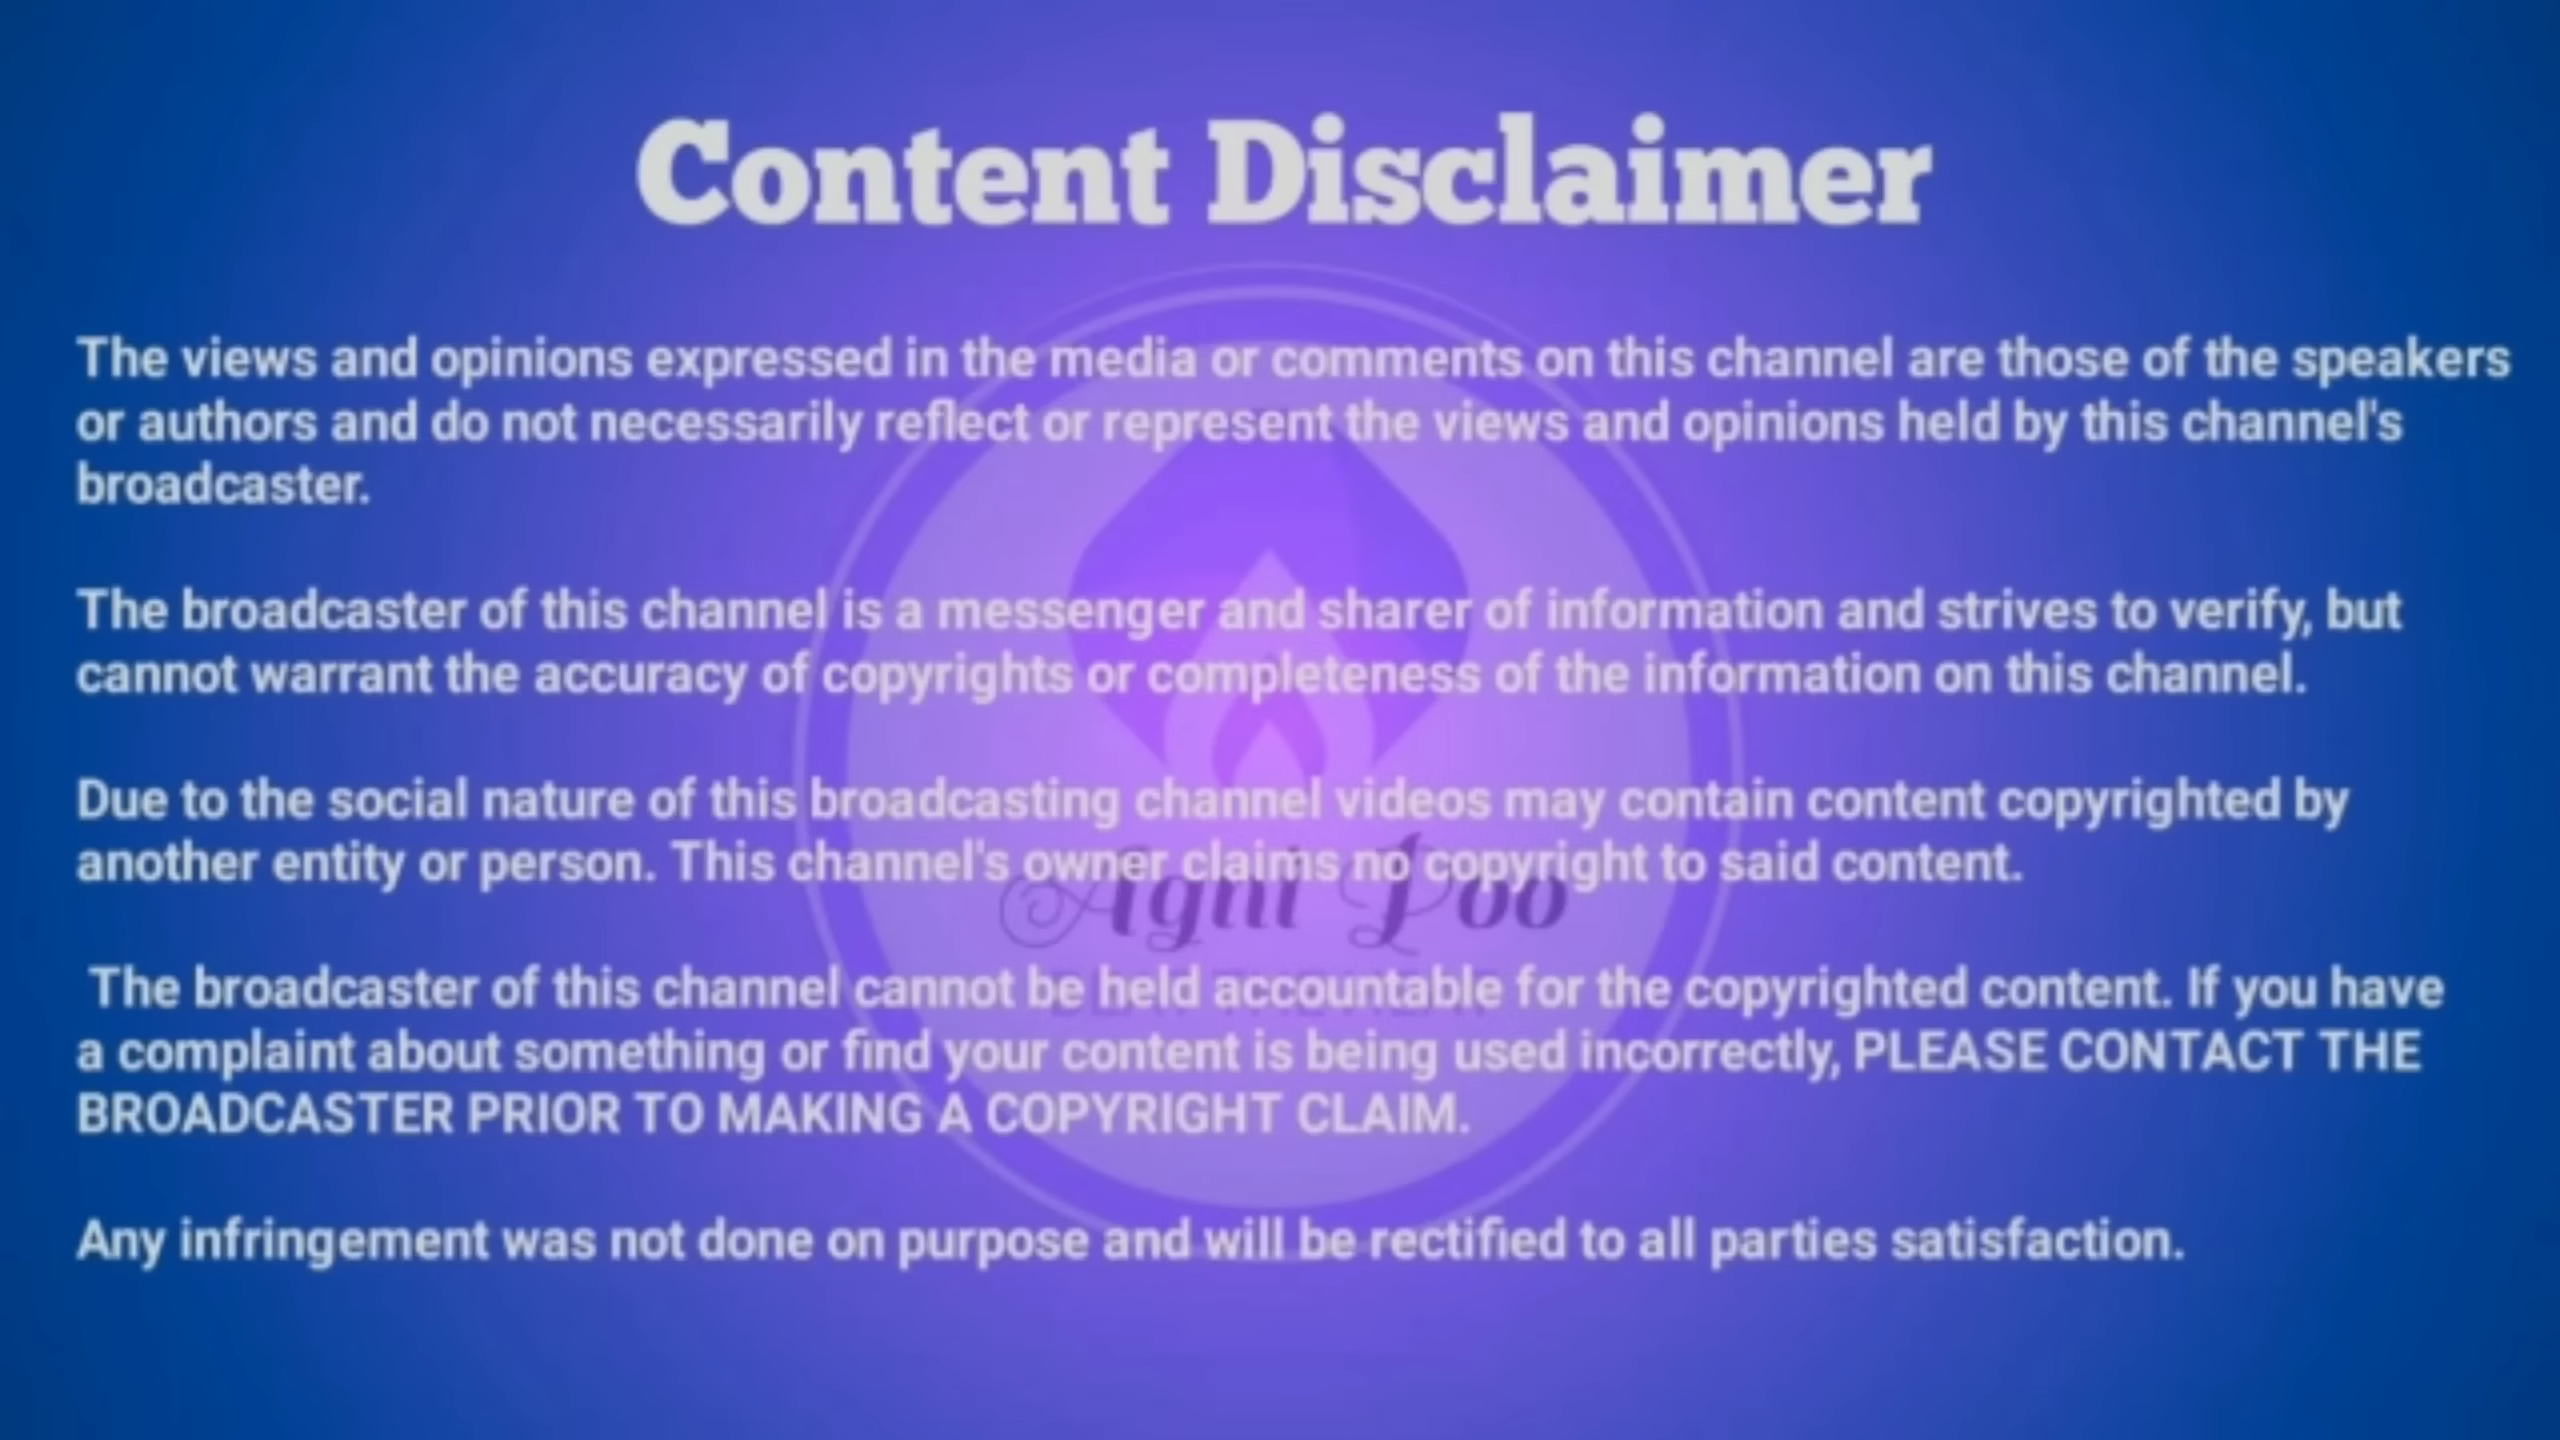 Content Disclaimer
The views and opinions expressed in the media or comments on this channel are those of the speakers
or authors and do not necessarily reflect or represent the views and opinions held by this channel's
broadcaster.
The broadcaster of this channel is a messenger and sharer of information and strives to verify, but
cannot warrant the accuracy of copyrights or completeness of the information on this channel.
Due to the social nature of this broadcasting channel videos may contain content copyrighted by
another entity or person. This channel's owner claims no copyright to said content.
Agni Poo
The broadcaster of this channel cannot be held accountable for the copyrighted content. If you have
a complaint about something or find your content is being used incorrectly, PLEASE CONTACT THE
BROADCASTER PRIOR TO MAKING A COPYRIGHT CLAIM.
Any infringement was not done on purpose and will be rectified to all parties satisfaction.